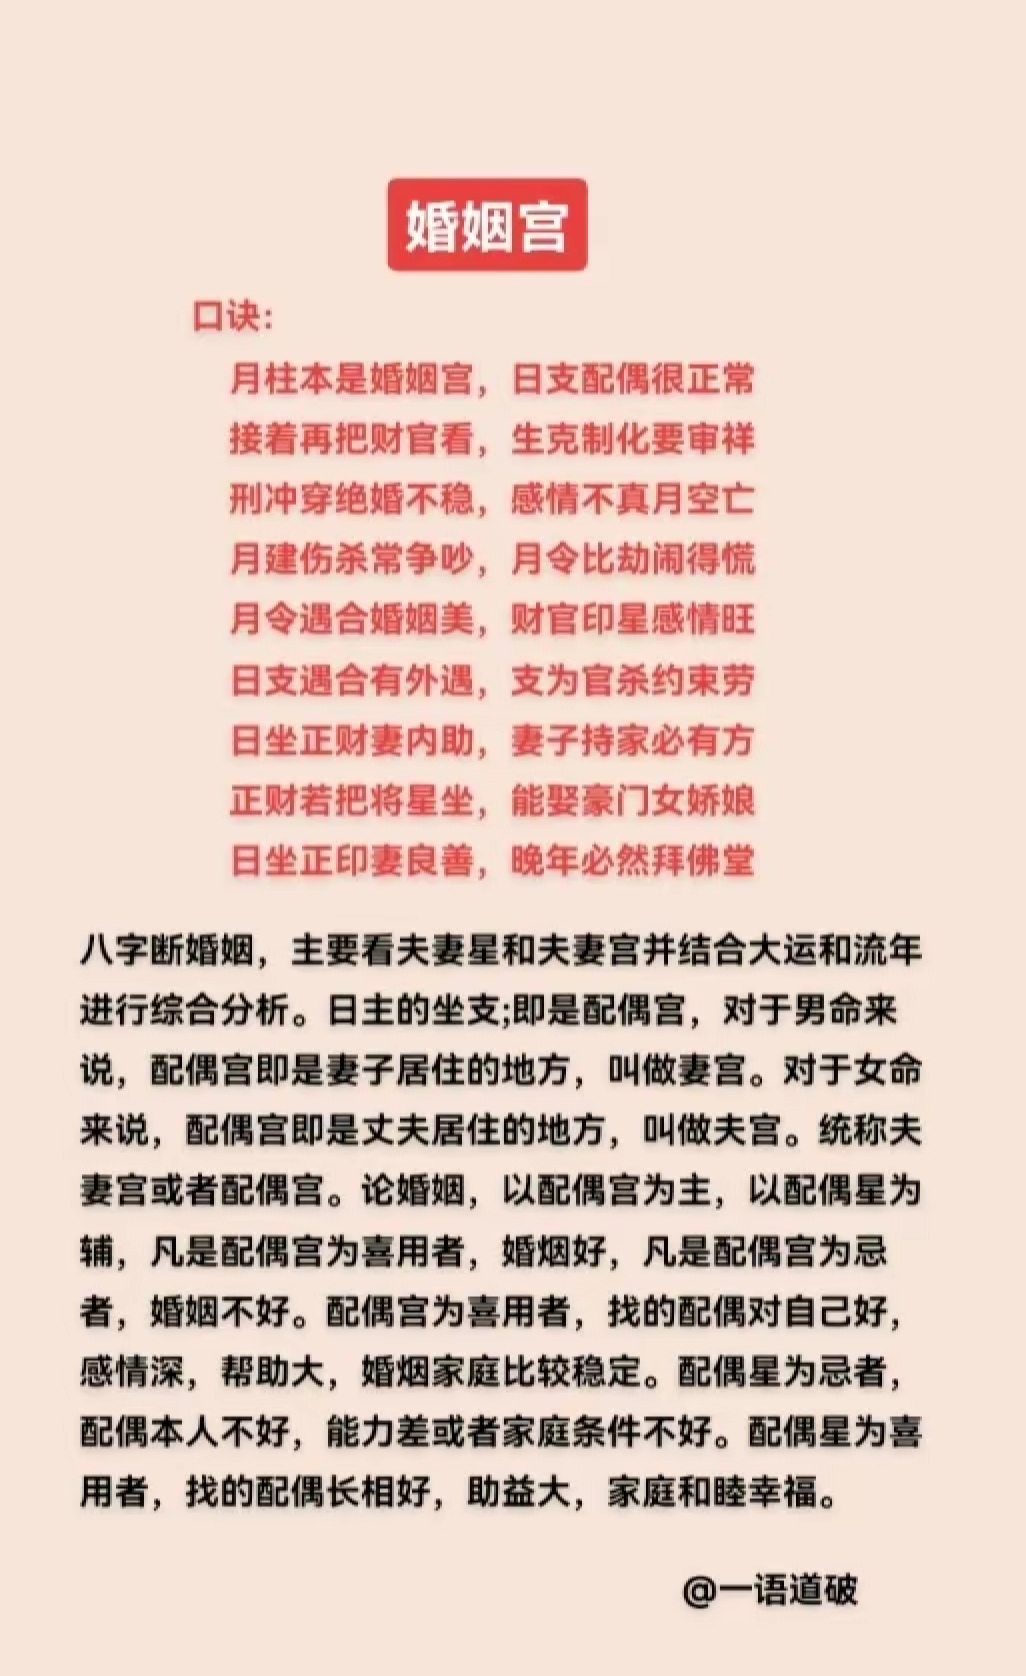 婚姻宫
口诀：
月柱本是婚姻宫，日支配偶很正常
接着再把财官看，生克制化要审祥
刑冲穿绝婚不稳，感情不真月空亡
月建伤杀常争吵，月令比劫闹得慌
月令遇合婚姻美，财官印星感情旺
日支遇合有外遇，支为官杀约束劳
日坐正财妻内助，妻子持家必有方
正财若把将星坐，能娶豪门女娇娘
日坐正印妻良善，晚年必然拜佛堂
八字断婚姻，主要看夫妻星和夫妻宫并结合大运和流年
进行综合分析。日主的坐支;即是配偶宫，对于男命来
说，配偶宫即是妻子居住的地方，叫做妻宫。对于女命
来说，配偶宫即是丈夫居住的地方，叫做夫宫。统称夫
妻宫或者配偶宫。论婚姻，以配偶宫为主，以配偶星为
辅，凡是配偶宫为喜用者，婚烟好，凡是配偶宫为忌
者，婚姻不好。配偶宫为喜用者，找的配偶对自己好，
感情深，帮助大，婚烟家庭比较稳定。配偶星为忌者，
配偶本人不好，能力差或者家庭条件不好。配偶星为喜
用者，找的配偶长相好，助益大，家庭和睦幸福。
@一语道破